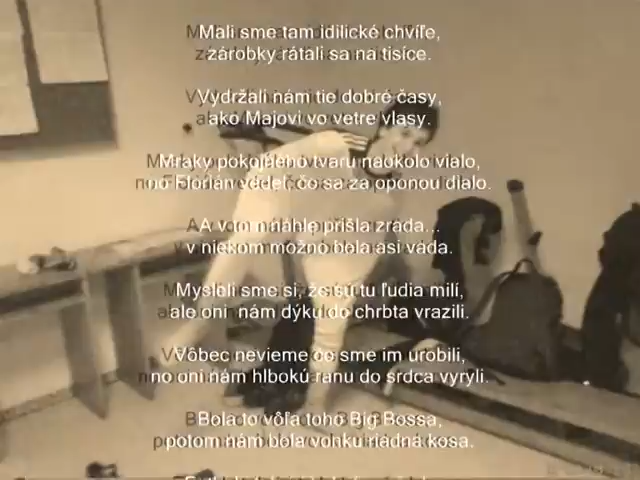 Mali sme tam idilické chvíľe,
zárobky rátali sa na tisíce.
Vydržali nám tie dobré časy,
ako Majovi vo vetre vlasy.
Mraky pokojného tvaru naokolo vialo,
no Florián vedel, čo sa za oponou dialo.
A v tom náhle prišla zrada...
v niekom možno bola asi vada.
Mysleli sme si, že sú tu ľudia milí,
ale oni nám dýku do chrbta vrazili.
Vôbec nevieme čo sme im urobili,
no oni nám hlbokú ranu do srdca vyryli.
Bola to vôľa toho Big Bossa,
potom nám bola vonku riadna kosa.